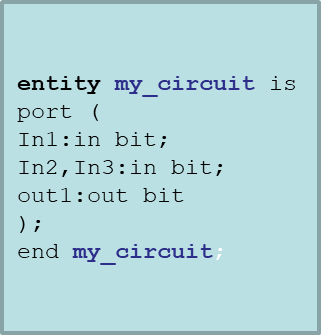 entity my_circuit is
port (
In1:in bit;
In2,In3:in bit;
out1:out bit
);
end my_circuit;